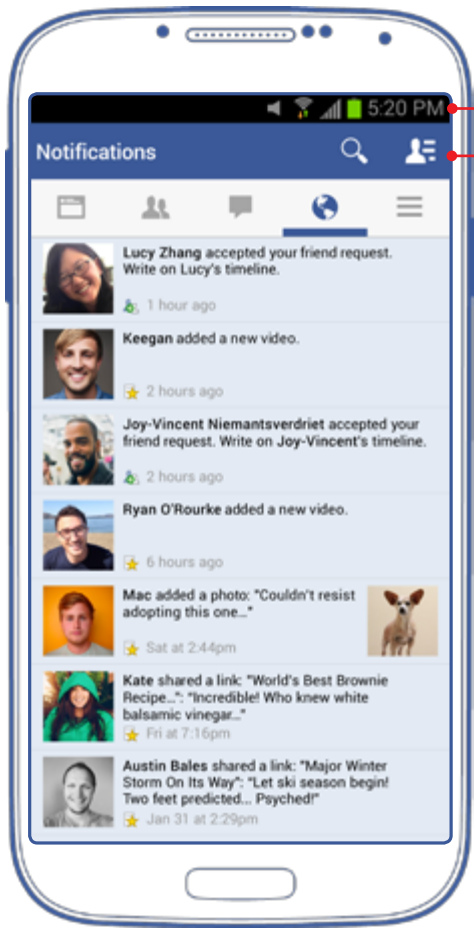 5:20 PM
Notifications
Lucy Zhang accepted your friend request.
Write on Lucy's timeline.
1 hour ago
Keegan added a new video.
2 hours ago
Joy-Vincent Niemantsverdriet accepted your
friend request. Write on Joy-Vincent's timeline.
2 hours ago
Ryan O'Rourke added a new video.
6 hours ago
Mac added a photo: "Couldn't resist
adopting this one..."
Sat at 2:44pm
Kate shared a link: "World's Best Brownie
Recipe...": "Incredible! Who knew white
balsamic vinegar..."
Fri at 7:16pm
Austin Bales shared a link: "Major Winter
Storm On Its Way": "Let ski season begin!
Two feet predicted... Psyched!"
Jan 31 at 2:29pm